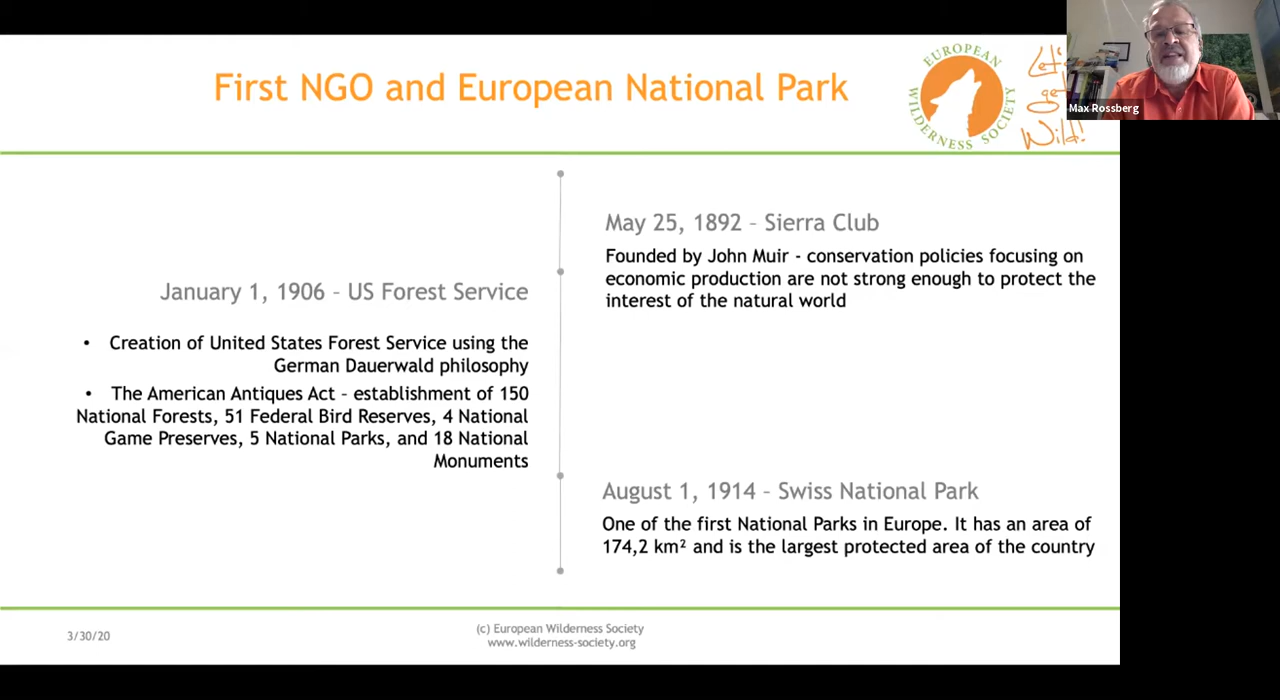 First NGO and European National Park
EUROPEAN
WILDERNESS SOCIETY
Let's
get
Wild!
Max Rossberg
May 25, 1892 – Sierra Club
Founded by John Muir - conservation policies focusing on
economic production are not strong enough to protect the
interest of the natural world
January 1, 1906 – US Forest Service
• Creation of United States Forest Service using the
German Dauerwald philosophy
• The American Antiques Act – establishment of 150
National Forests, 51 Federal Bird Reserves, 4 National
Game Preserves, 5 National Parks, and 18 National
Monuments
August 1, 1914 – Swiss National Park
One of the first National Parks in Europe. It has an area of
174,2 km² and is the largest protected area of the country
3/30/20
(c) European Wilderness Society
www.wilderness-society.org